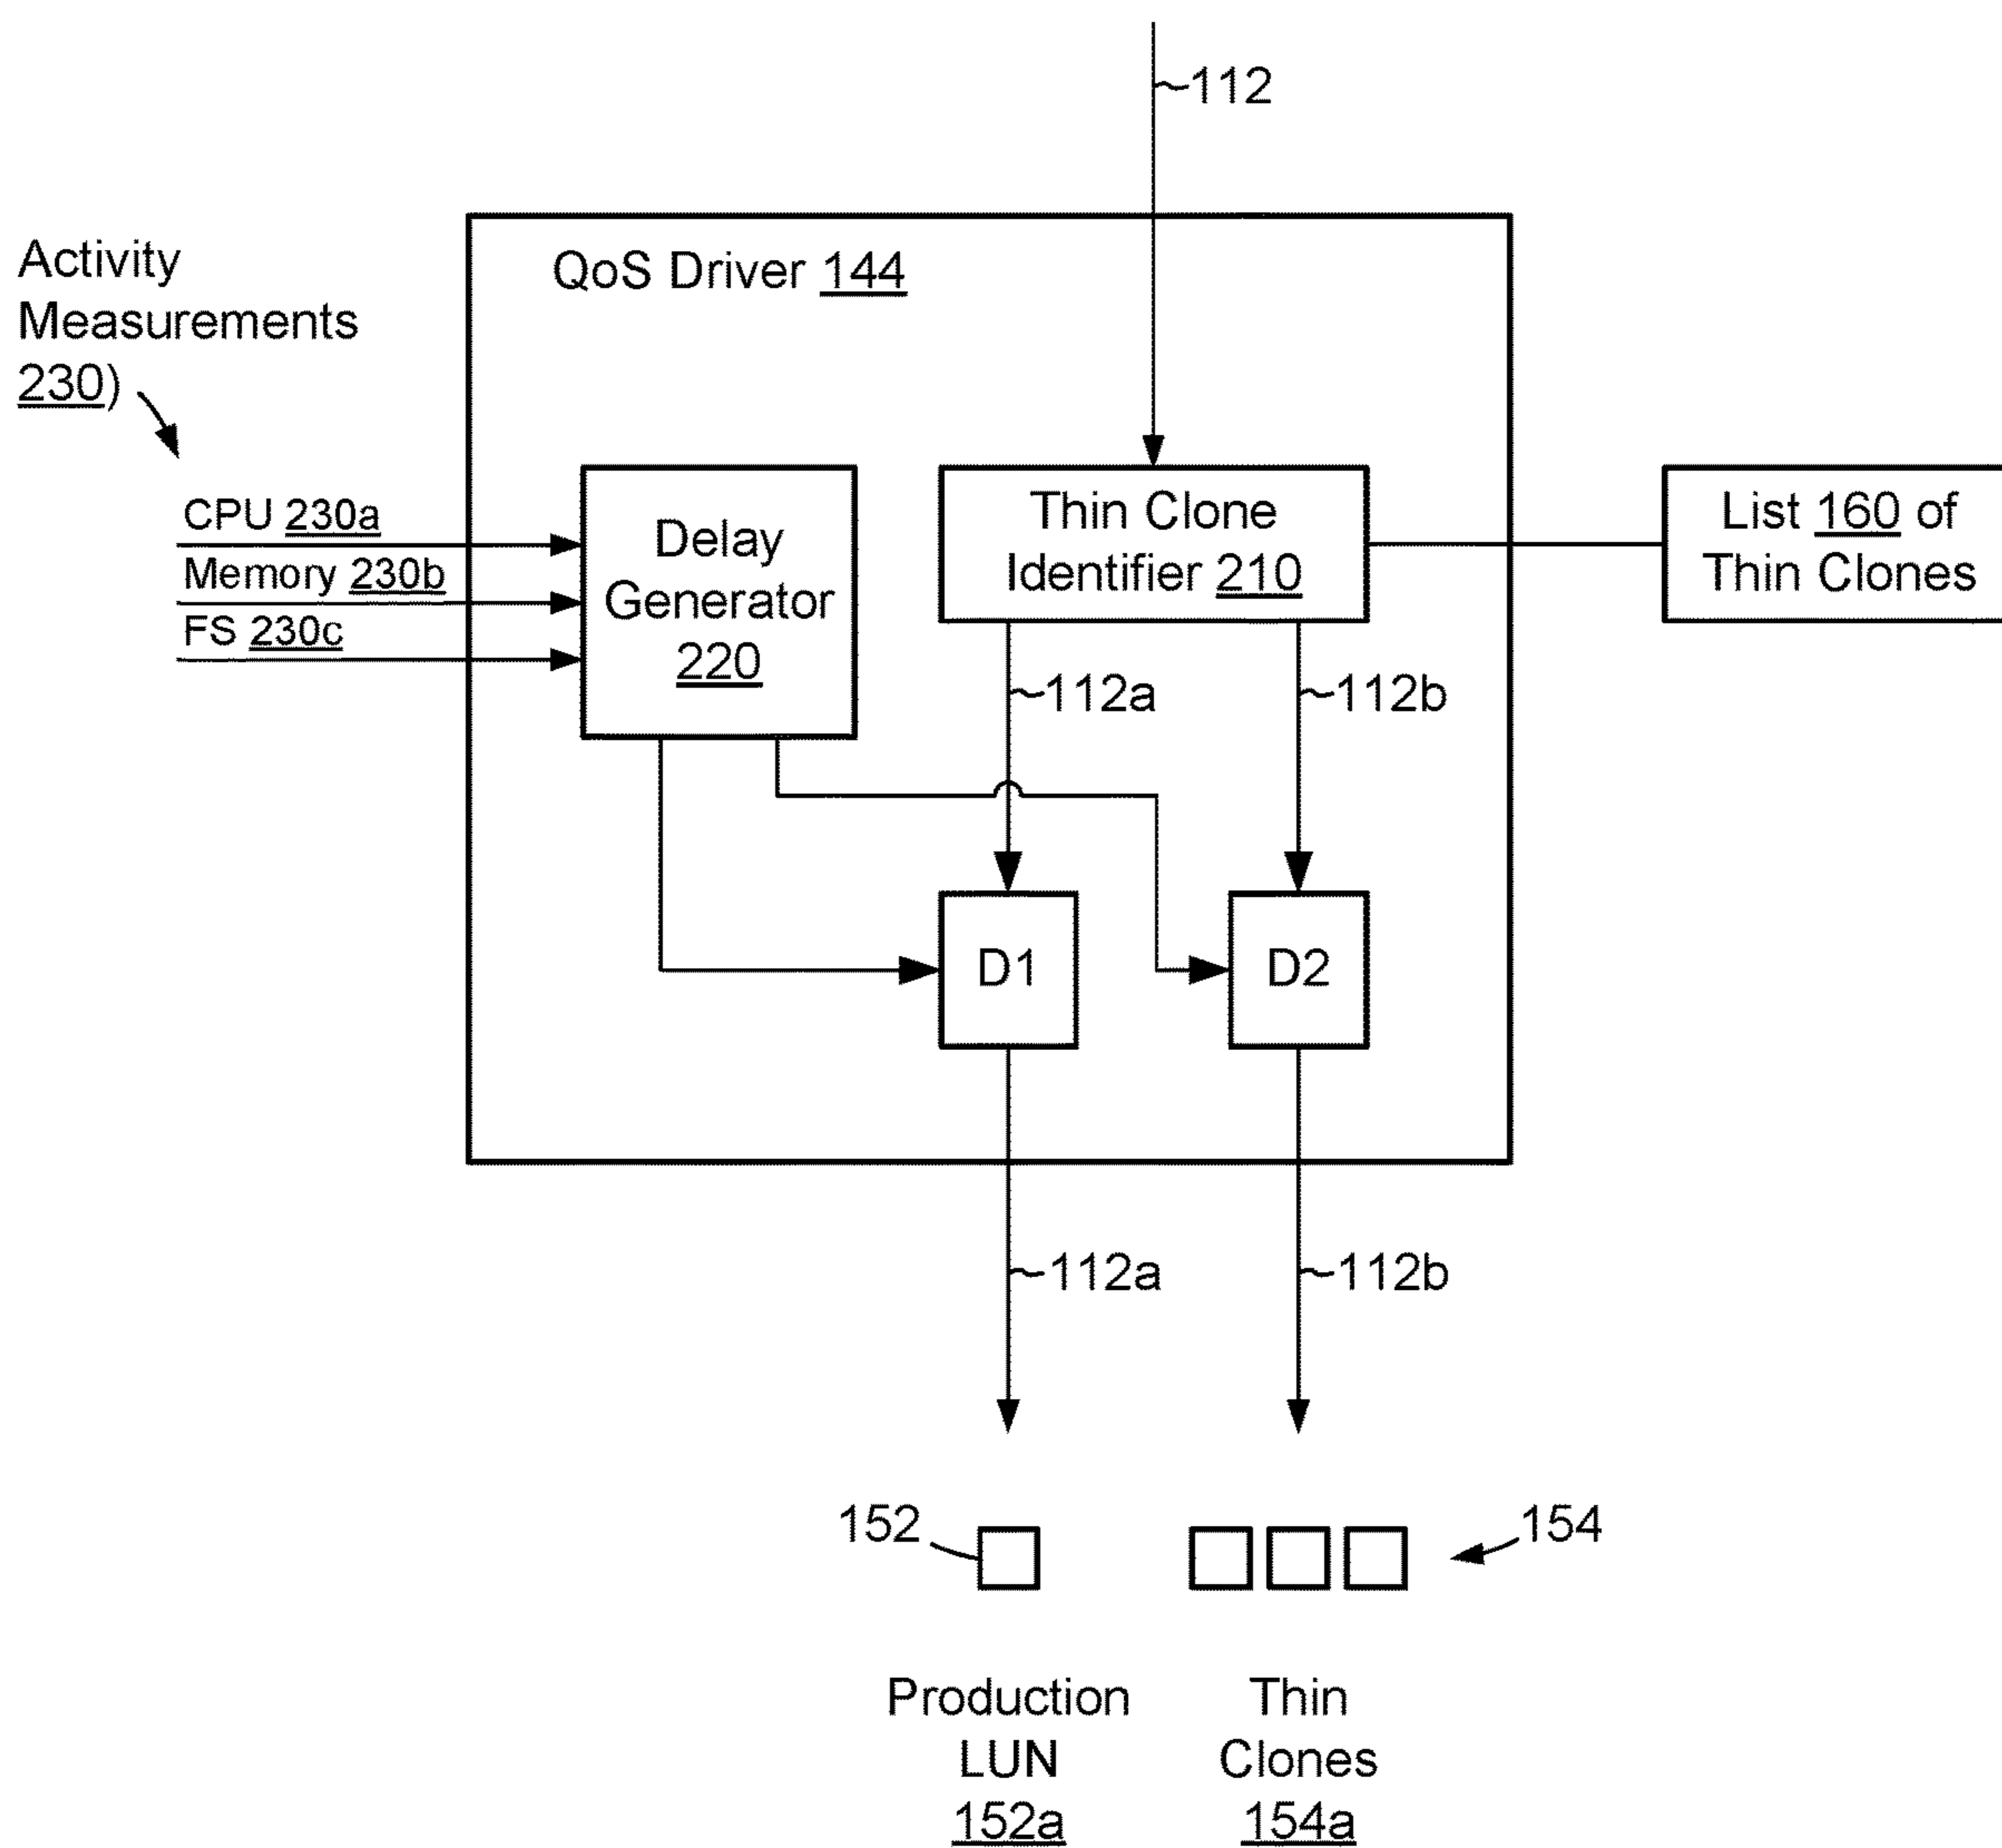 112
Activity
Measurements
230)
QoS Driver 144
CPU 230a
Memory 230b
FS 230c
Delay
Generator
220
Thin Clone
Identifier 210
List 160 of
Thin Clones
112a
112b
D1
D2
112a
112b
152
154
Production
LUN
152a
Thin
Clones
154a